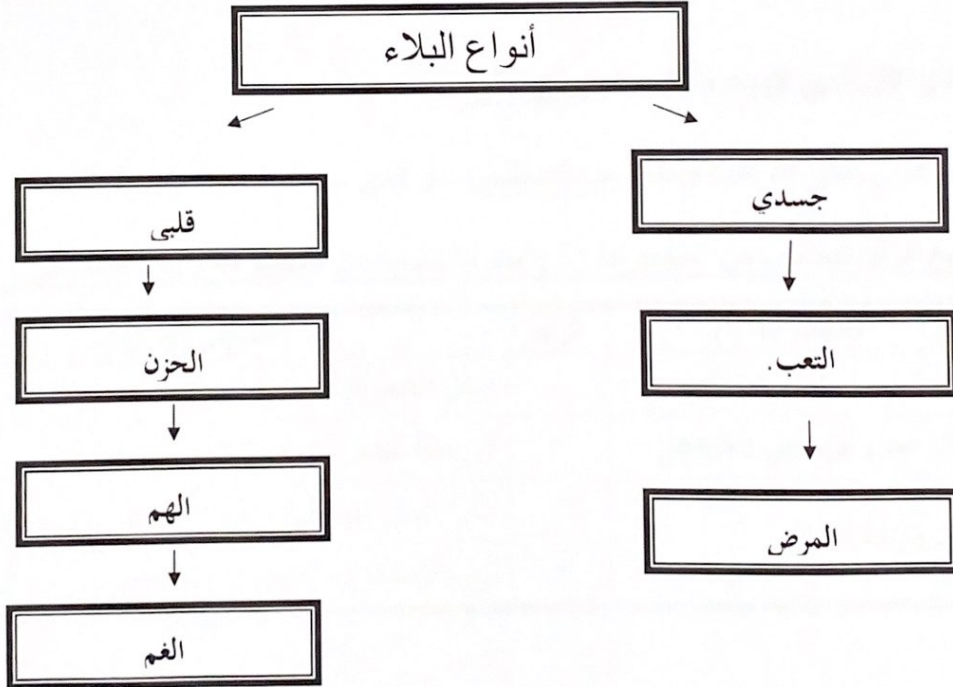 أنواع البلاء
جسدي
قلبي
التعب.
الحزن
المرض
الهم
الغم